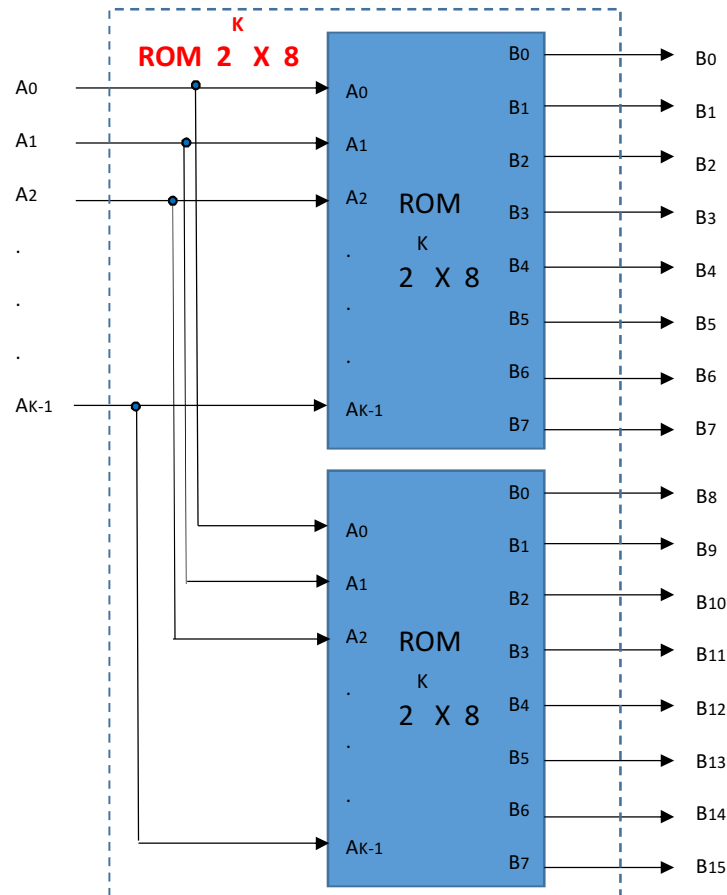 K
ROM 2 X 8
A0
A1
A2
.
.
.
AK-1
A0
A1
A2
.
.
.
AK-1
ROM
K
2 X 8
B0
B1
B2
B3
B4
B5
B6
B7
B0
B1
B2
B3
B4
B5
B6
B7
A0
A1
A2
.
.
.
AK-1
ROM
K
2 X 8
B0
B1
B2
B3
B4
B5
B6
B7
B8
B9
B10
B11
B12
B13
B14
B15